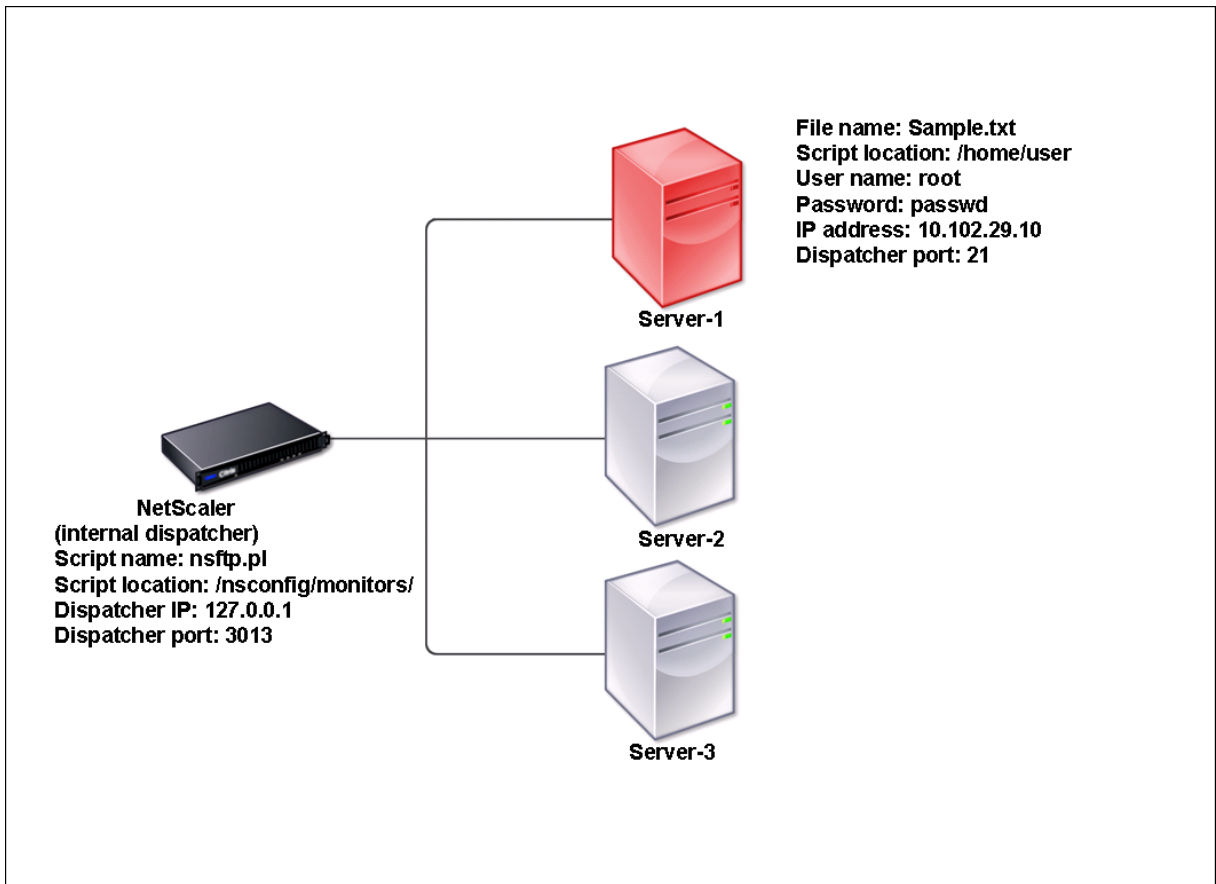 File name: Sample.txt
Script location: /home/user
User name: root
Password: passwd
IP address: 10.102.29.10
Dispatcher port: 21
Server-1
Server-2
NetScaler
(internal dispatcher)
Script name: nsftp.pl
Script location: /nsconfig/monitors/
Dispatcher IP: 127.0.0.1
Dispatcher port: 3013
Server-3